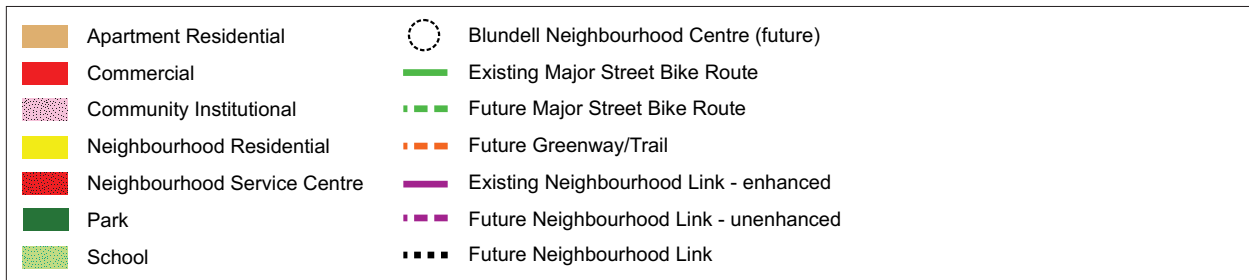 Apartment Residential
Commercial
Community Institutional
Neighbourhood Residential
Neighbourhood Service Centre
Park
School
Blundell Neighbourhood Centre (future)
Existing Major Street Bike Route
Future Major Street Bike Route
Future Greenway/Trail
Existing Neighbourhood Link - enhanced
Future Neighbourhood Link - unenhanced
Future Neighbourhood Link